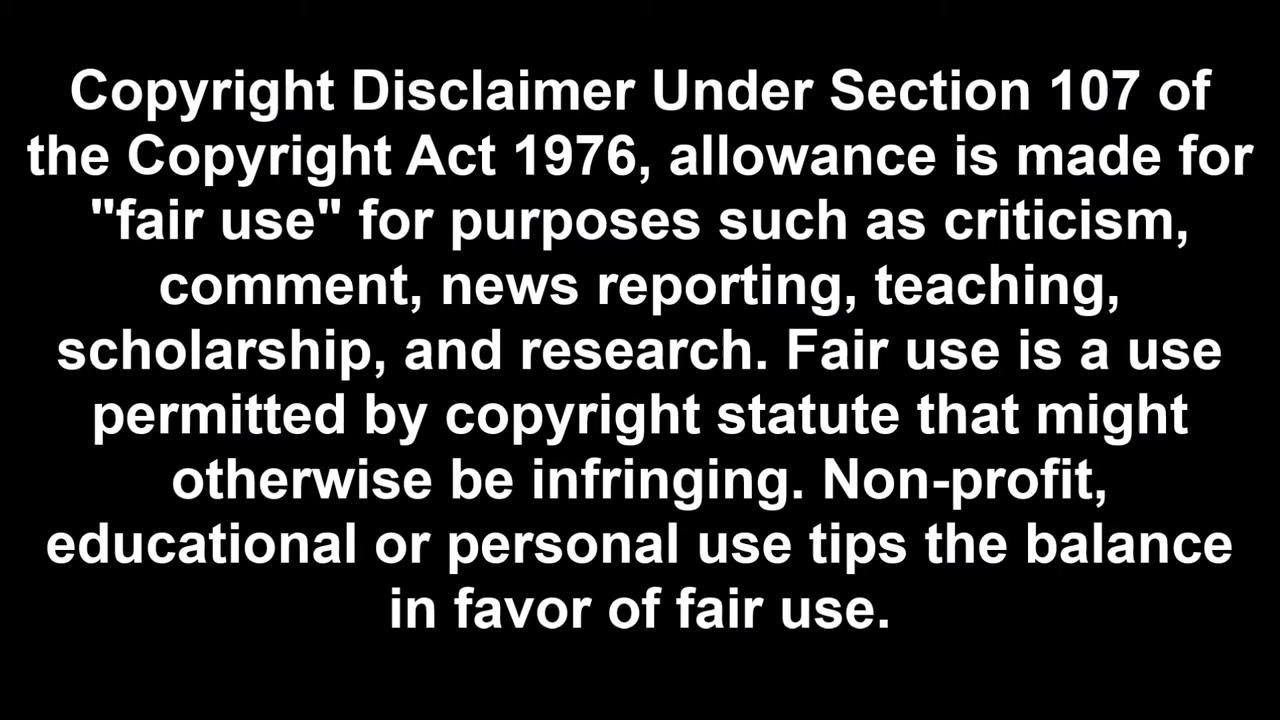 Copyright Disclaimer Under Section 107 of
the Copyright Act 1976, allowance is made for
"fair use" for purposes such as criticism,
comment, news reporting, teaching,
scholarship, and research. Fair use is a use
permitted by copyright statute that might
otherwise be infringing. Non-profit,
educational or personal use tips the balance
in favor of fair use.